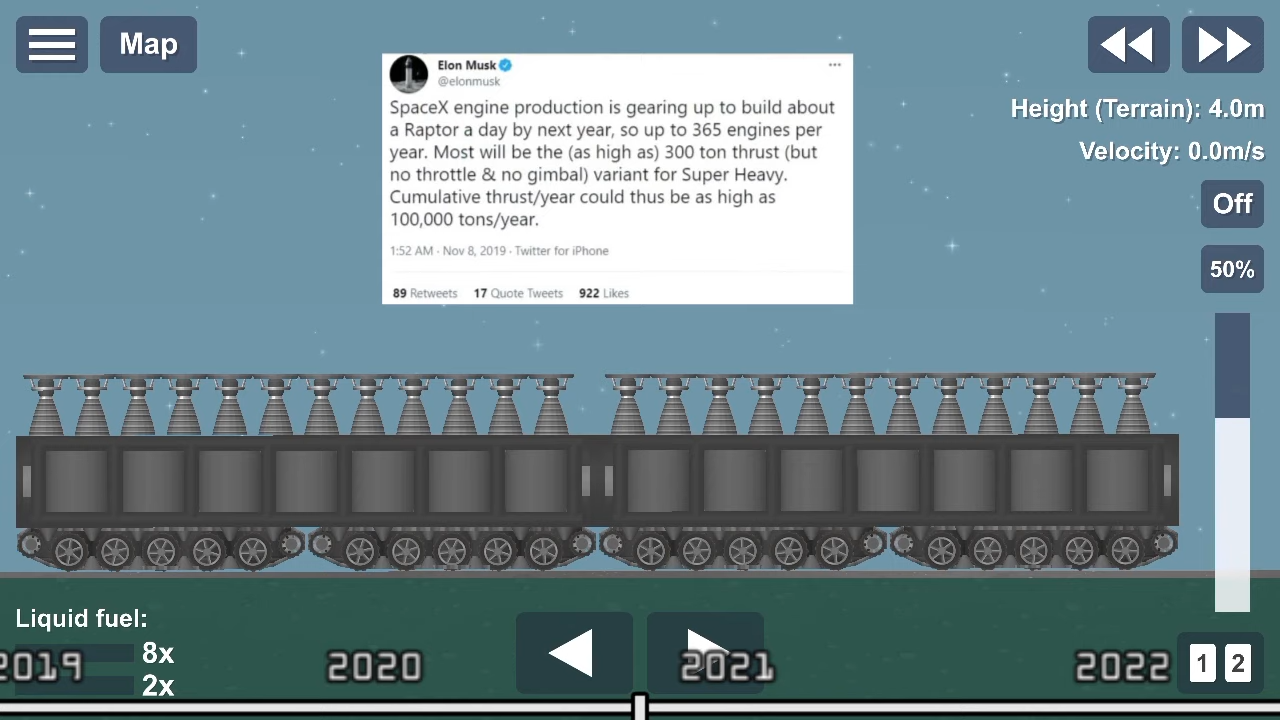 Map
Elon Musk
@elonmusk
SpaceX engine production is gearing up to build about
a Raptor a day by next year, so up to 365 engines per
year. Most will be the (as high as) 300 ton thrust (but
no throttle & no gimbal) variant for Super Heavy.
Cumulative thrust/year could thus be as high as
100,000 tons/year.
1:52 AM · Nov 8, 2019 · Twitter for iPhone
89 Retweets 17 Quote Tweets 922 Likes
Height (Terrain): 4.0m
Velocity: 0.0m/s
Off
50%
Liquid fuel:
8x
2x
2019 2020 2021 2022
1 2